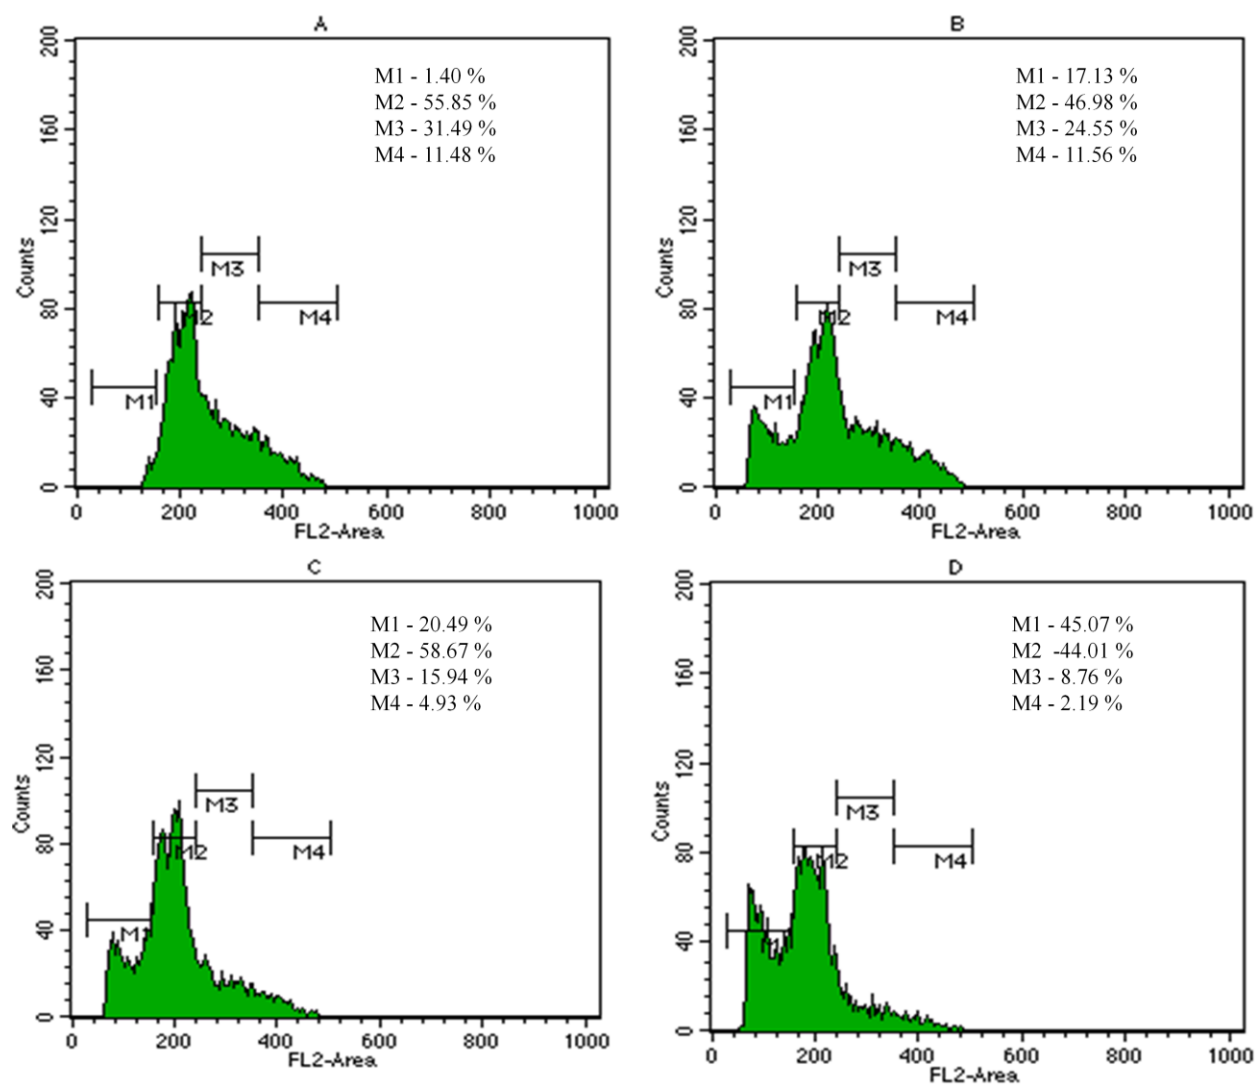 A
200
160
120
80
40
0
Counts
M1 - 1.40 %
M2 - 55.85 %
M3 - 31.49 %
M4 - 11.48 %
M3
M2
M4
M1
0 200 400 600 800 1000
FL2-Area
B
200
160
120
80
40
0
Counts
M1 - 17.13 %
M2 - 46.98 %
M3 - 24.55 %
M4 - 11.56 %
M3
M2
M4
M1
0 200 400 600 800 1000
FL2-Area
C
200
160
120
80
40
0
Counts
M1 - 20.49 %
M2 - 58.67 %
M3 - 15.94 %
M4 - 4.93 %
M3
M2
M4
M1
0 200 400 600 800 1000
FL2-Area
D
200
160
120
80
40
0
Counts
M1 - 45.07 %
M2 -44.01 %
M3 - 8.76 %
M4 - 2.19 %
M3
M2
M4
0 200 400 600 800 1000
FL2-Area